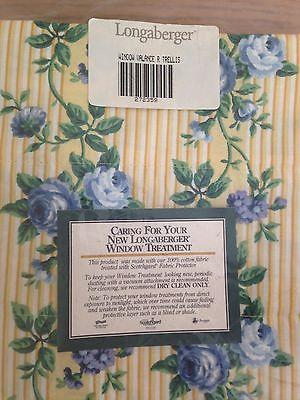 Longaberger®
WINDOW VALANCE R TRELLIS
272359
CARING FOR YOUR
NEW LONGABERGER®
WINDOW TREATMENT
This product was made with our 100% cotton fabric
treated with Scotchgard® Fabric Protector.
To keep your Window Treatment looking new, periodic
dusting with a vacuum attachment is recommended.
For cleaning, we recommend DRY CLEAN ONLY.
Note: To protect your window treatments from direct
exposure to sunlight, which over time could cause fading
and weaken the fabric, we recommend an additional
protective layer such as a blind or shade.
Scotchgard